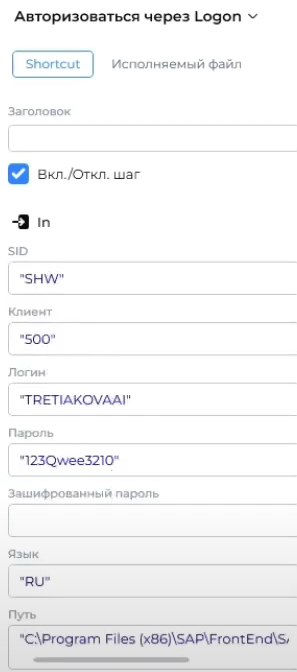 Авторизоваться через Logon
Shortcut Исполняемый файл
Заголовок
Вкл./Откл. шаг
In
SID
"SHW"
Клиент
"500"
Логин
"TRETIAKOVAAI"
Пароль
"123Qwee3210"
Зашифрованный пароль
Язык
"RU"
Путь
"C:\Program Files (x86)\SAP\FrontEnd\S